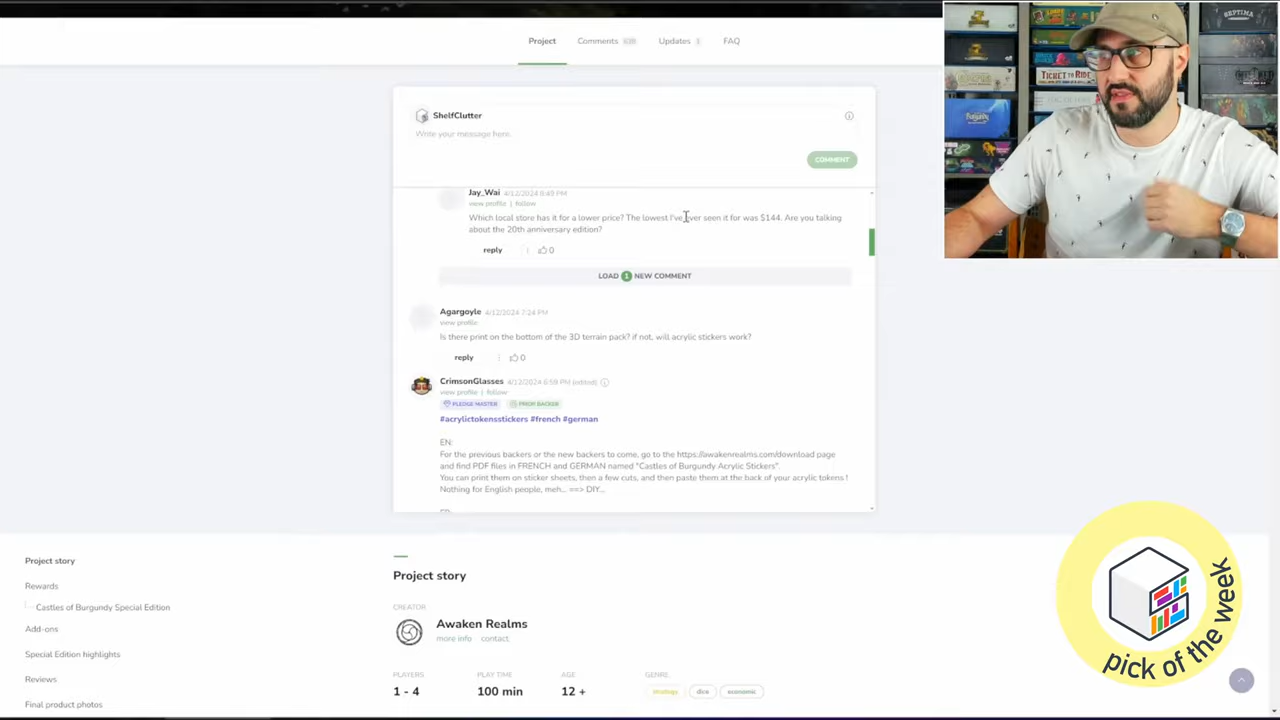 Project Comments Updates 1 FAQ
ShelfClutter
Write your message here.
COMMENT
Jay_Wai 4/12/2024 8:49 PM
view profile | follow
Which local store has it for a lower price? The lowest I've ever seen it for was $144. Are you talking
about the 20th anniversary edition?
reply 0
LOAD 1 NEW COMMENT
Agargoyle 4/12/2024 7:24 PM
view profile
Is there print on the bottom of the 3D terrain pack? if not, will acrylic stickers work?
reply 0
CrimsonGlasses 4/12/2024 6:59 PM (edited)
view profile | follow
PLEDGE MASTER PROFI BACKER
#acrylictokensstickers #french #german
EN:
For the previous backers or the new backers to come, go to the https://awakenrealms.com/download page
and find PDF files in FRENCH and GERMAN named "Castles of Burgundy Acrylic Stickers".
You can print them on sticker sheets, then a few cuts, and then paste them at the back of your acrylic tokens !
Nothing for English people, meh... ==> DIY...
Project story
Rewards
Castles of Burgundy Special Edition
Add-ons
Special Edition highlights
Reviews
Final product photos
Project story
CREATOR
Awaken Realms
more info contact
PLAYERS PLAY TIME AGE GENRE
1 - 4 100 min 12 + strategy dice economic
SEPTIMA
TICKET TO RIDE
pick of the week